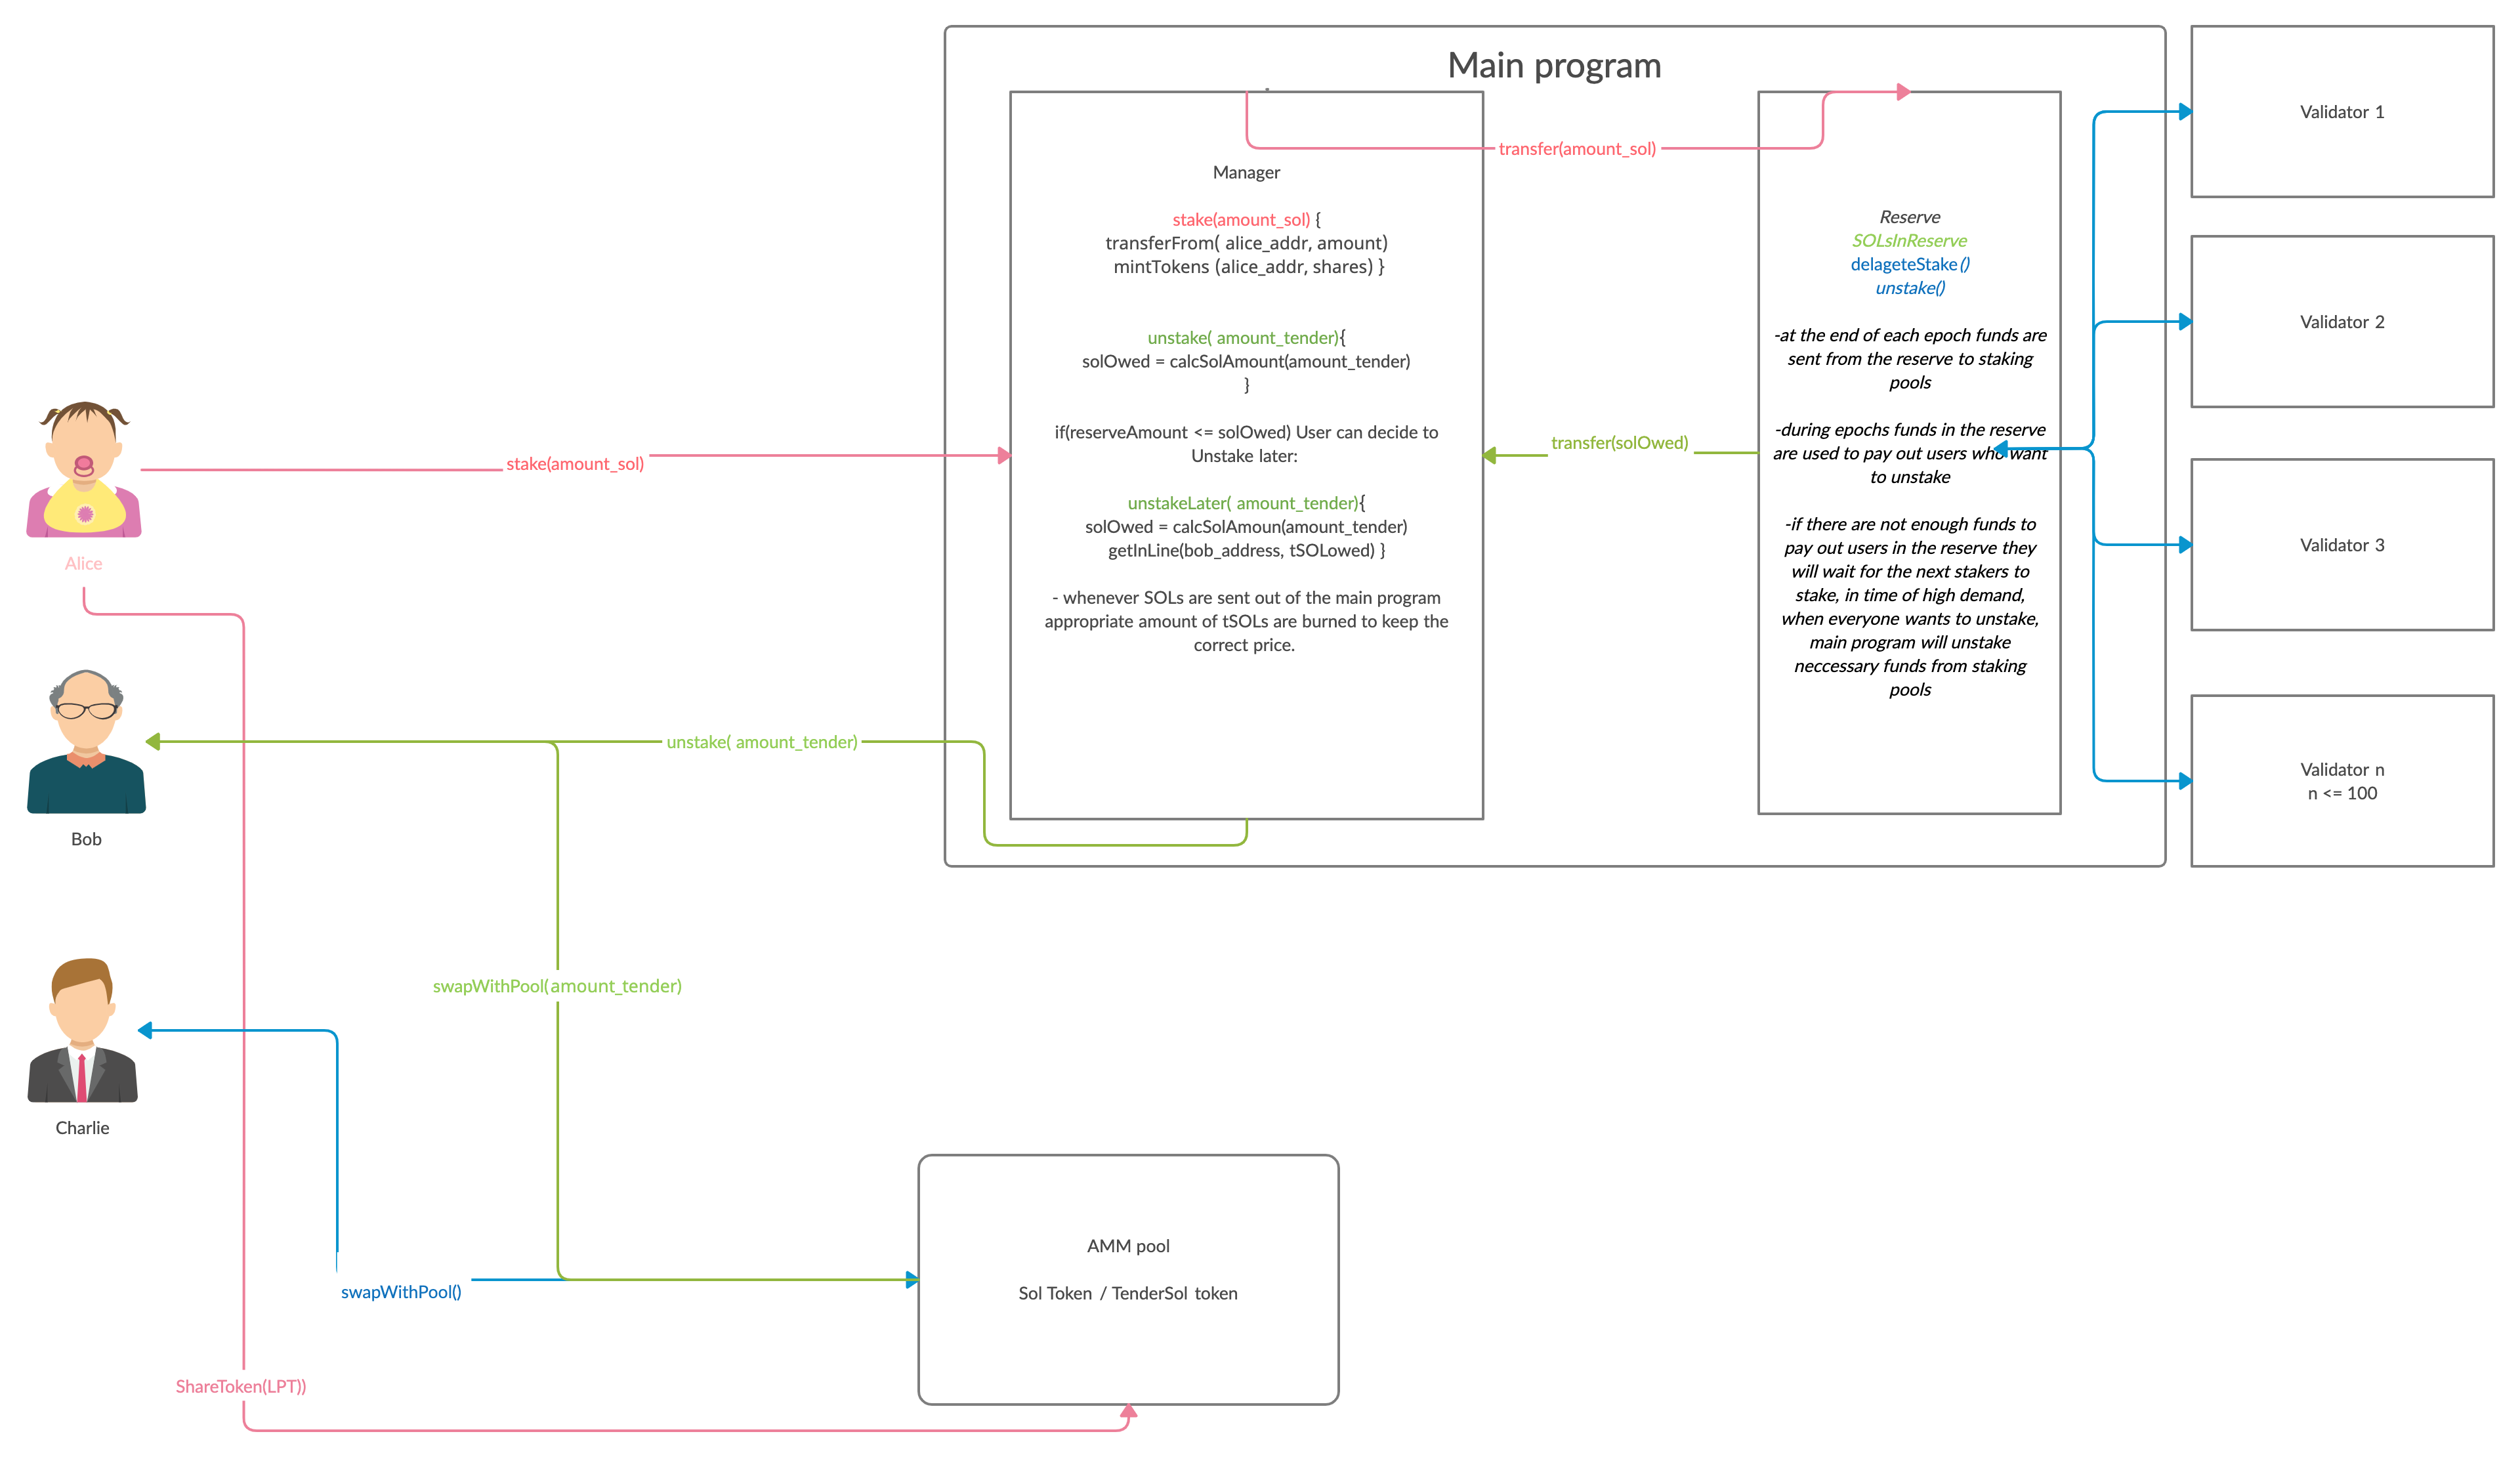 Main program
Manager
stake(amount_sol) {
transferFrom( alice_addr, amount)
mintTokens (alice_addr, shares) }
unstake( amount_tender){
solOwed = calcSolAmount(amount_tender)
}
if(reserveAmount <= solOwed) User can decide to
Unstake later:
unstakeLater( amount_tender){
solOwed = calcSolAmoun(amount_tender)
getInLine(bob_address, tSOLowed) }
- whenever SOLs are sent out of the main program
appropriate amount of tSOLs are burned to keep the
correct price.
transfer(amount_sol)
transfer(solOwed)
Reserve
SOLsInReserve
delageteStake()
unstake()
-at the end of each epoch funds are
sent from the reserve to staking
pools
-during epochs funds in the reserve
are used to pay out users who want
to unstake
-if there are not enough funds to
pay out users in the reserve they
will wait for the next stakers to
stake, in time of high demand,
when everyone wants to unstake,
main program will unstake
neccessary funds from staking
pools
Validator 1
Validator 2
Validator 3
Validator n
n <= 100
stake(amount_sol)
Alice
unstake( amount_tender)
Bob
swapWithPool(amount_tender)
Charlie
swapWithPool()
ShareToken(LPT))
AMM pool
Sol Token / TenderSol token